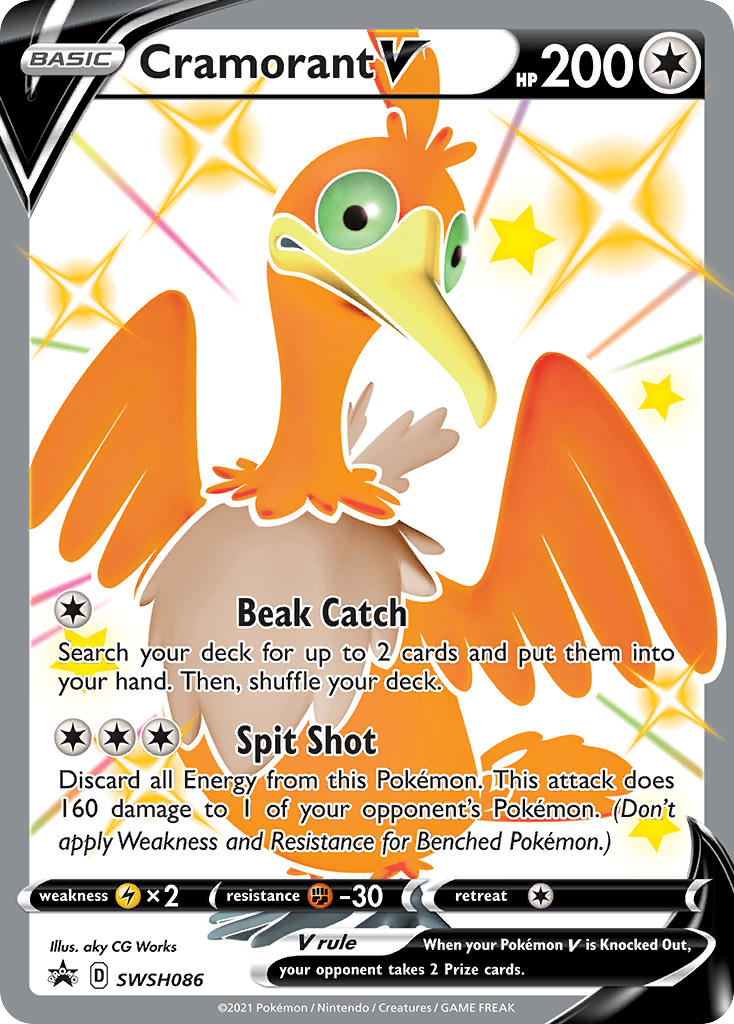 BASIC Cramorant V HP 200
Beak Catch
Search your deck for up to 2 cards and put them into
your hand. Then, shuffle your deck.
Spit Shot
Discard all Energy from this Pokémon. This attack does
160 damage to 1 of your opponent's Pokémon. (Don't
apply Weakness and Resistance for Benched Pokémon.)
weakness ×2 resistance -30 retreat
Illus. aky CG Works
V rule When your Pokémon V is Knocked Out,
your opponent takes 2 Prize cards.
PROMO D SWSH086
©2021 Pokémon / Nintendo / Creatures / GAME FREAK